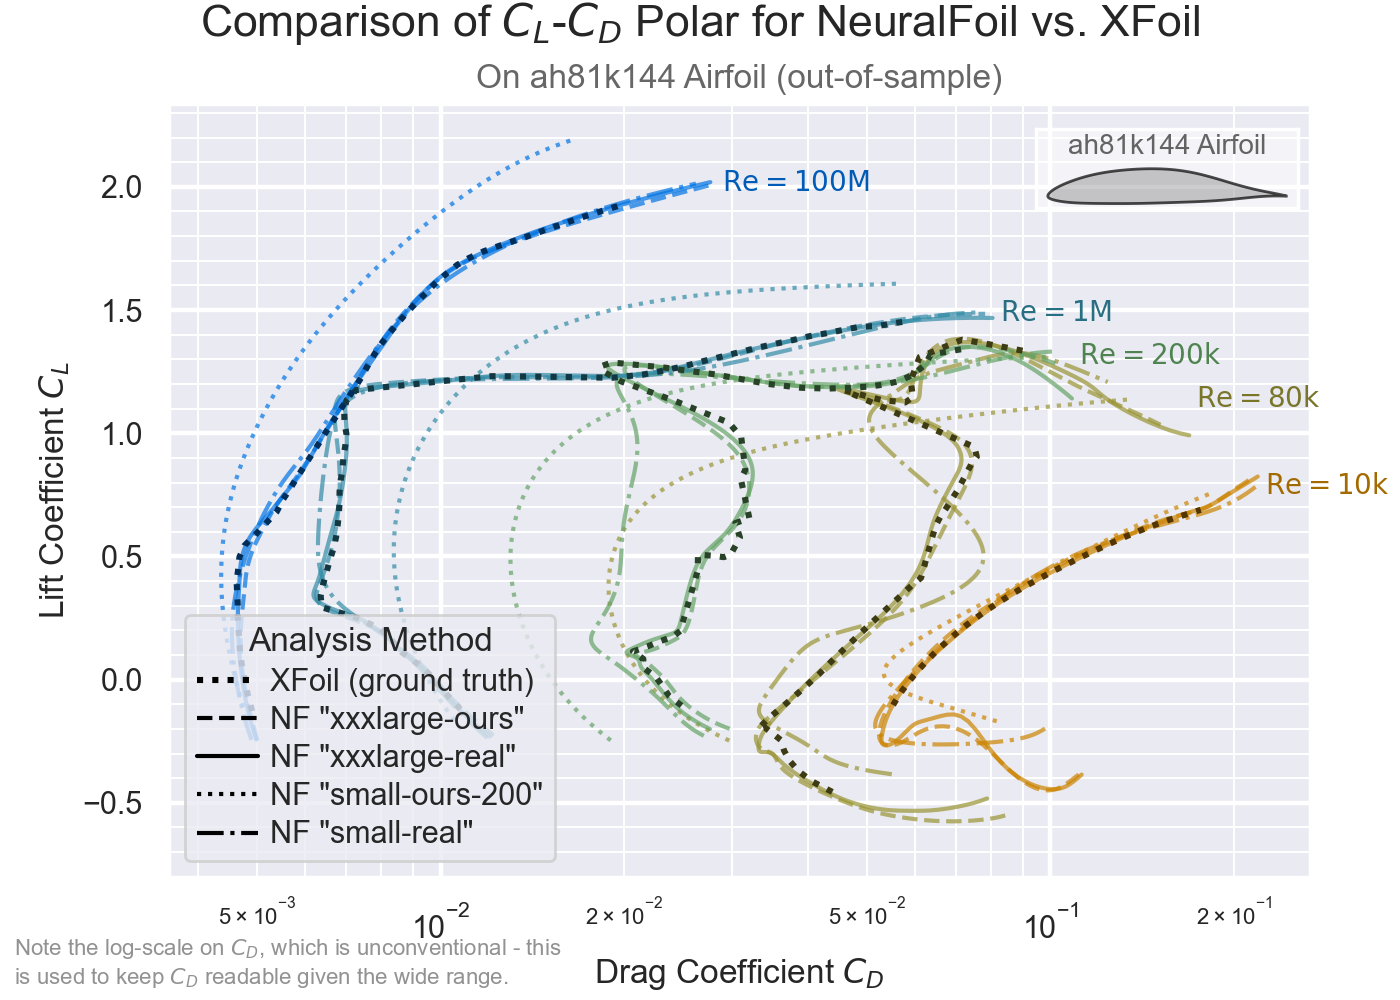 Comparison of C_L-C_D Polar for NeuralFoil vs. XFoil
On ah81k144 Airfoil (out-of-sample)
ah81k144 Airfoil
Re = 100M
Re = 1M
Re = 200k
Re = 80k
Re = 10k
Lift Coefficient C_L
2.0
1.5
1.0
0.5
0.0
−0.5
Analysis Method
XFoil (ground truth)
NF "xxxlarge-ours"
NF "xxxlarge-real"
NF "small-ours-200"
NF "small-real"
5 × 10⁻³
10⁻²
2 × 10⁻²
5 × 10⁻²
10⁻¹
2 × 10⁻¹
Drag Coefficient C_D
Note the log-scale on C_D, which is unconventional - this
is used to keep C_D readable given the wide range.